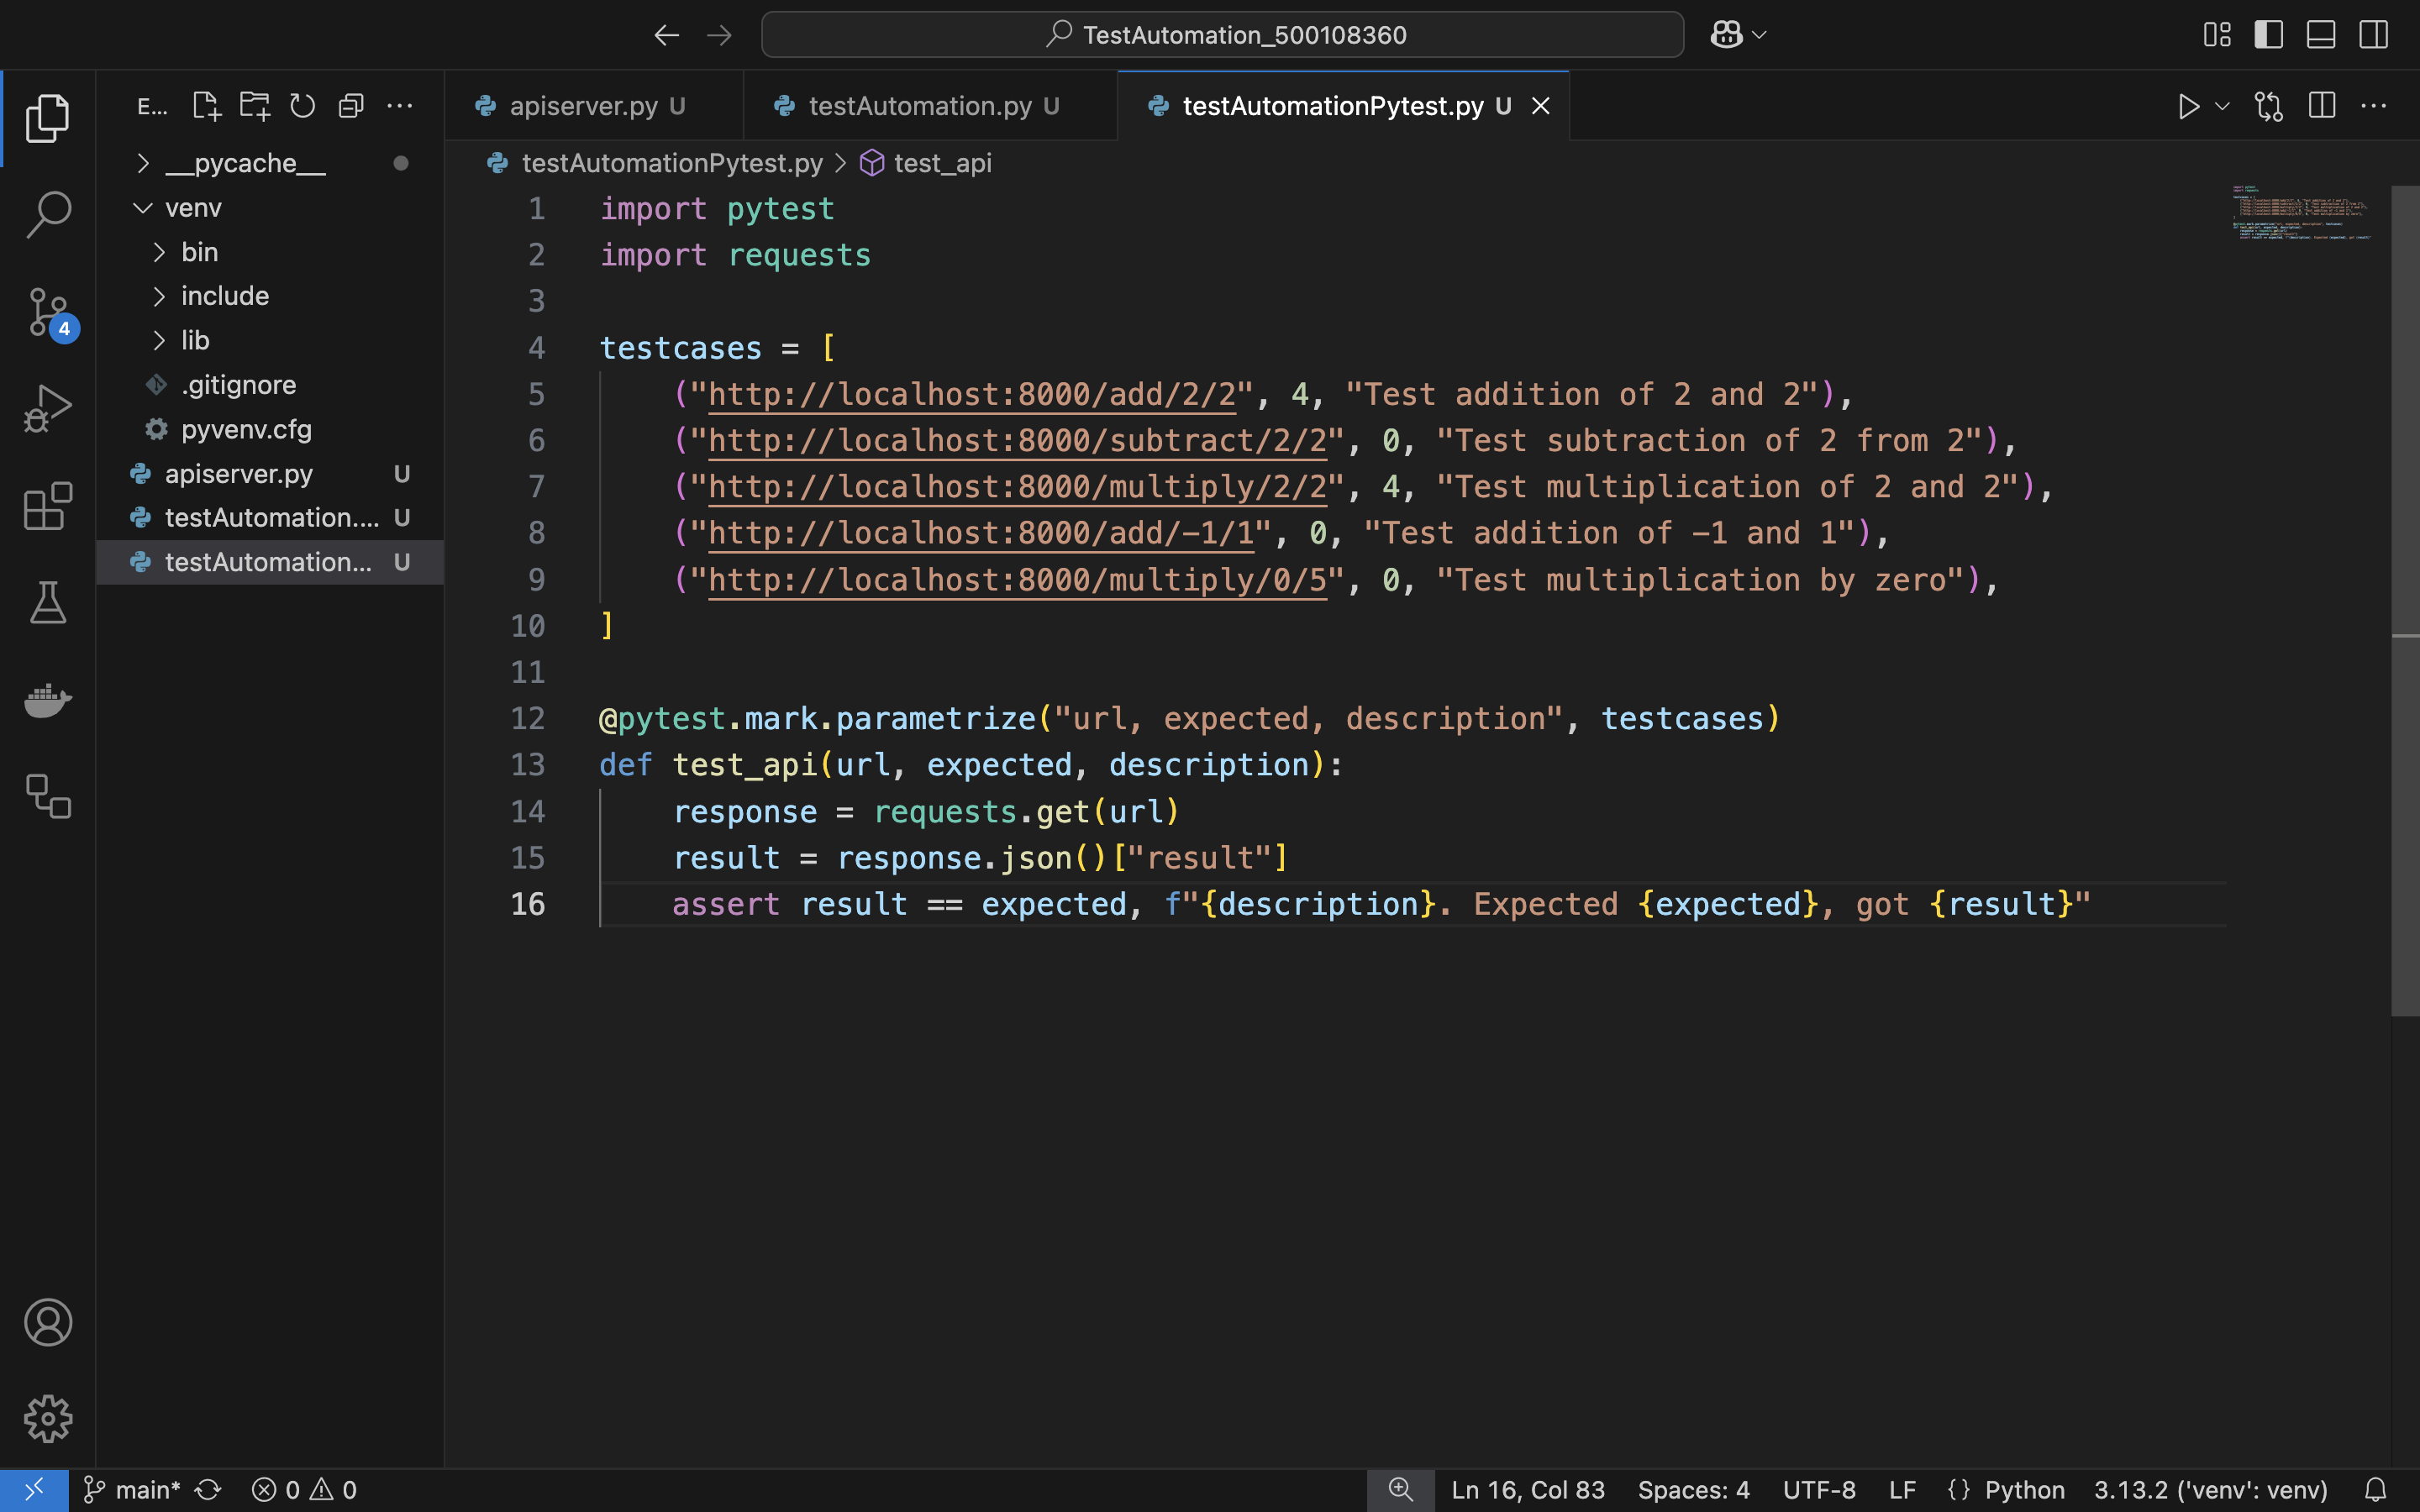 TestAutomation_500108360
E...
apiserver.py U
testAutomation.py U
testAutomationPytest.py U
testAutomationPytest.py > test_api
__pycache__
venv
bin
include
lib
.gitignore
pyvenv.cfg
apiserver.py U
testAutomation.... U
testAutomation... U
4
1 import pytest
2 import requests
3
4 testcases = [
5     ("http://localhost:8000/add/2/2", 4, "Test addition of 2 and 2"),
6     ("http://localhost:8000/subtract/2/2", 0, "Test subtraction of 2 from 2"),
7     ("http://localhost:8000/multiply/2/2", 4, "Test multiplication of 2 and 2"),
8     ("http://localhost:8000/add/-1/1", 0, "Test addition of -1 and 1"),
9     ("http://localhost:8000/multiply/0/5", 0, "Test multiplication by zero"),
10 ]
11
12 @pytest.mark.parametrize("url, expected, description", testcases)
13 def test_api(url, expected, description):
14     response = requests.get(url)
15     result = response.json()["result"]
16     assert result == expected, f"{description}. Expected {expected}, got {result}"
main* 0 0 Ln 16, Col 83 Spaces: 4 UTF-8 LF {} Python 3.13.2 ('venv': venv)